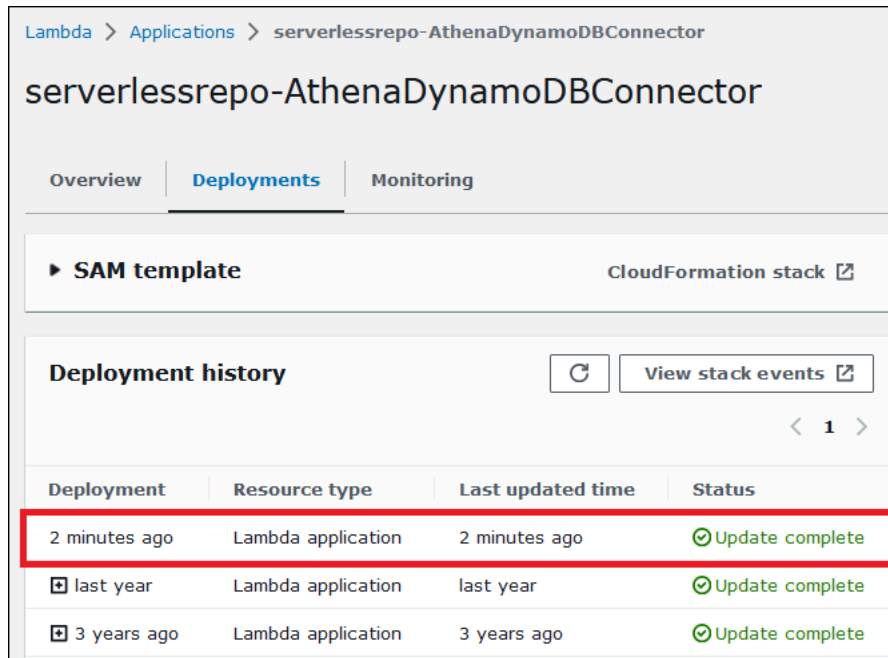 Lambda > Applications > serverlessrepo-AthenaDynamoDBConnector
serverlessrepo-AthenaDynamoDBConnector
Overview Deployments Monitoring
SAM template CloudFormation stack
Deployment history View stack events
< 1 >
Deployment Resource type Last updated time Status
2 minutes ago Lambda application 2 minutes ago Update complete
last year Lambda application last year Update complete
3 years ago Lambda application 3 years ago Update complete